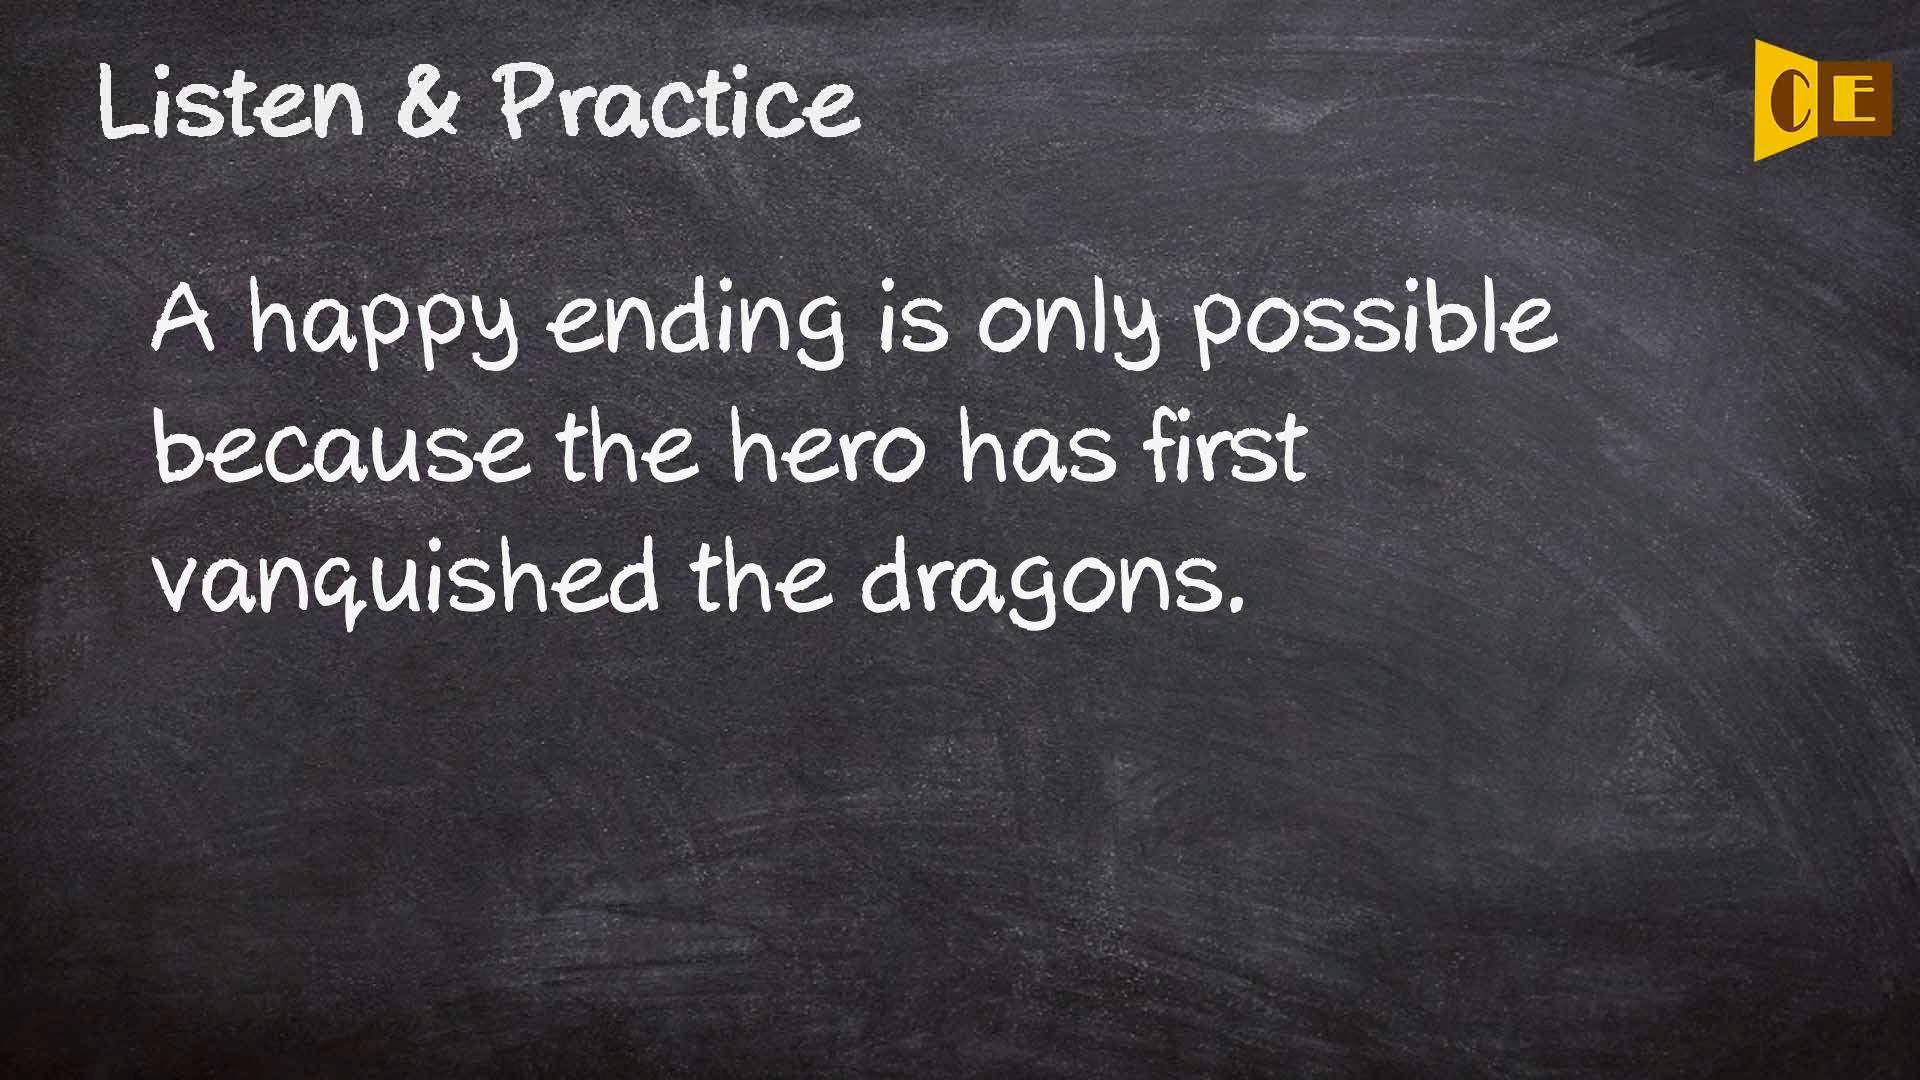 Listen & Practice
CE
A happy ending is only possible
because the hero has first
vanquished the dragons.